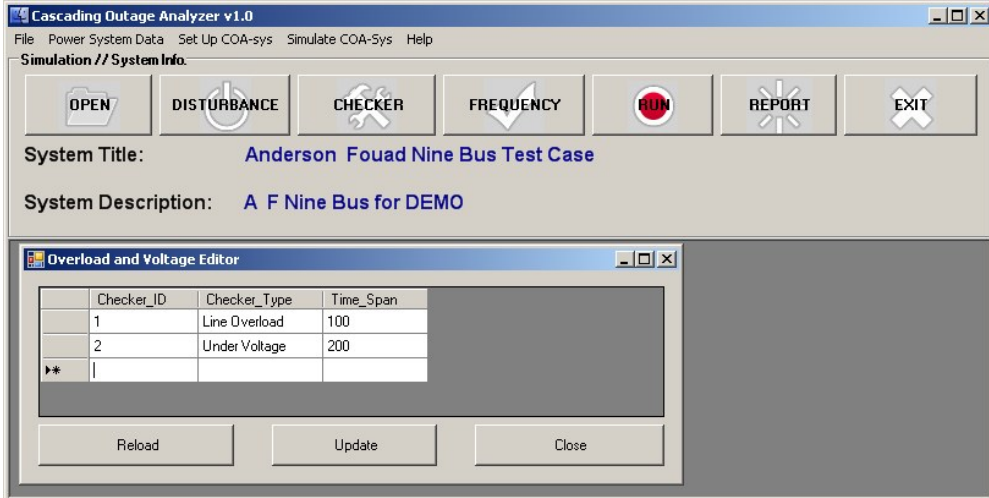 Cascading Outage Analyzer v1.0
File Power System Data Set Up COA-sys Simulate COA-Sys Help
Simulation // System Info.
OPEN DISTURBANCE CHECKER FREQUENCY RUN REPORT EXIT
System Title: Anderson Fouad Nine Bus Test Case
System Description: A F Nine Bus for DEMO
Overload and Voltage Editor
Checker_ID Checker_Type Time_Span
1 Line Overload 100
2 Under Voltage 200
Reload Update Close